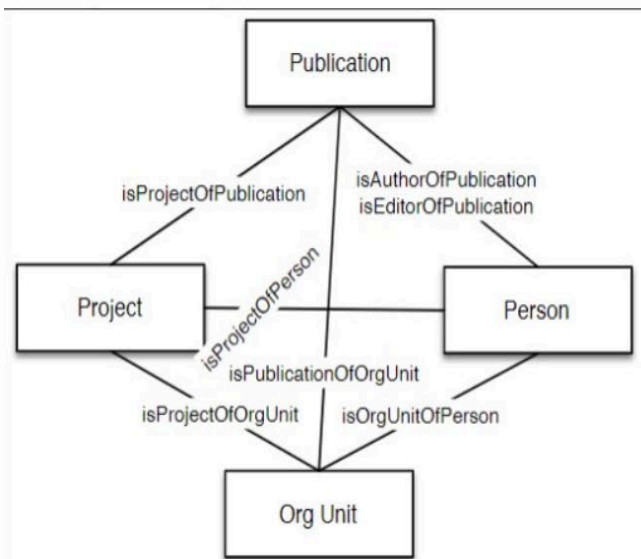 Publication
isProjectOfPublication
isAuthorOfPublication
isEditorOfPublication
Project
isProjectOfPerson
Person
isPublicationOfOrgUnit
isProjectOfOrgUnit
isOrgUnitOfPerson
Org Unit